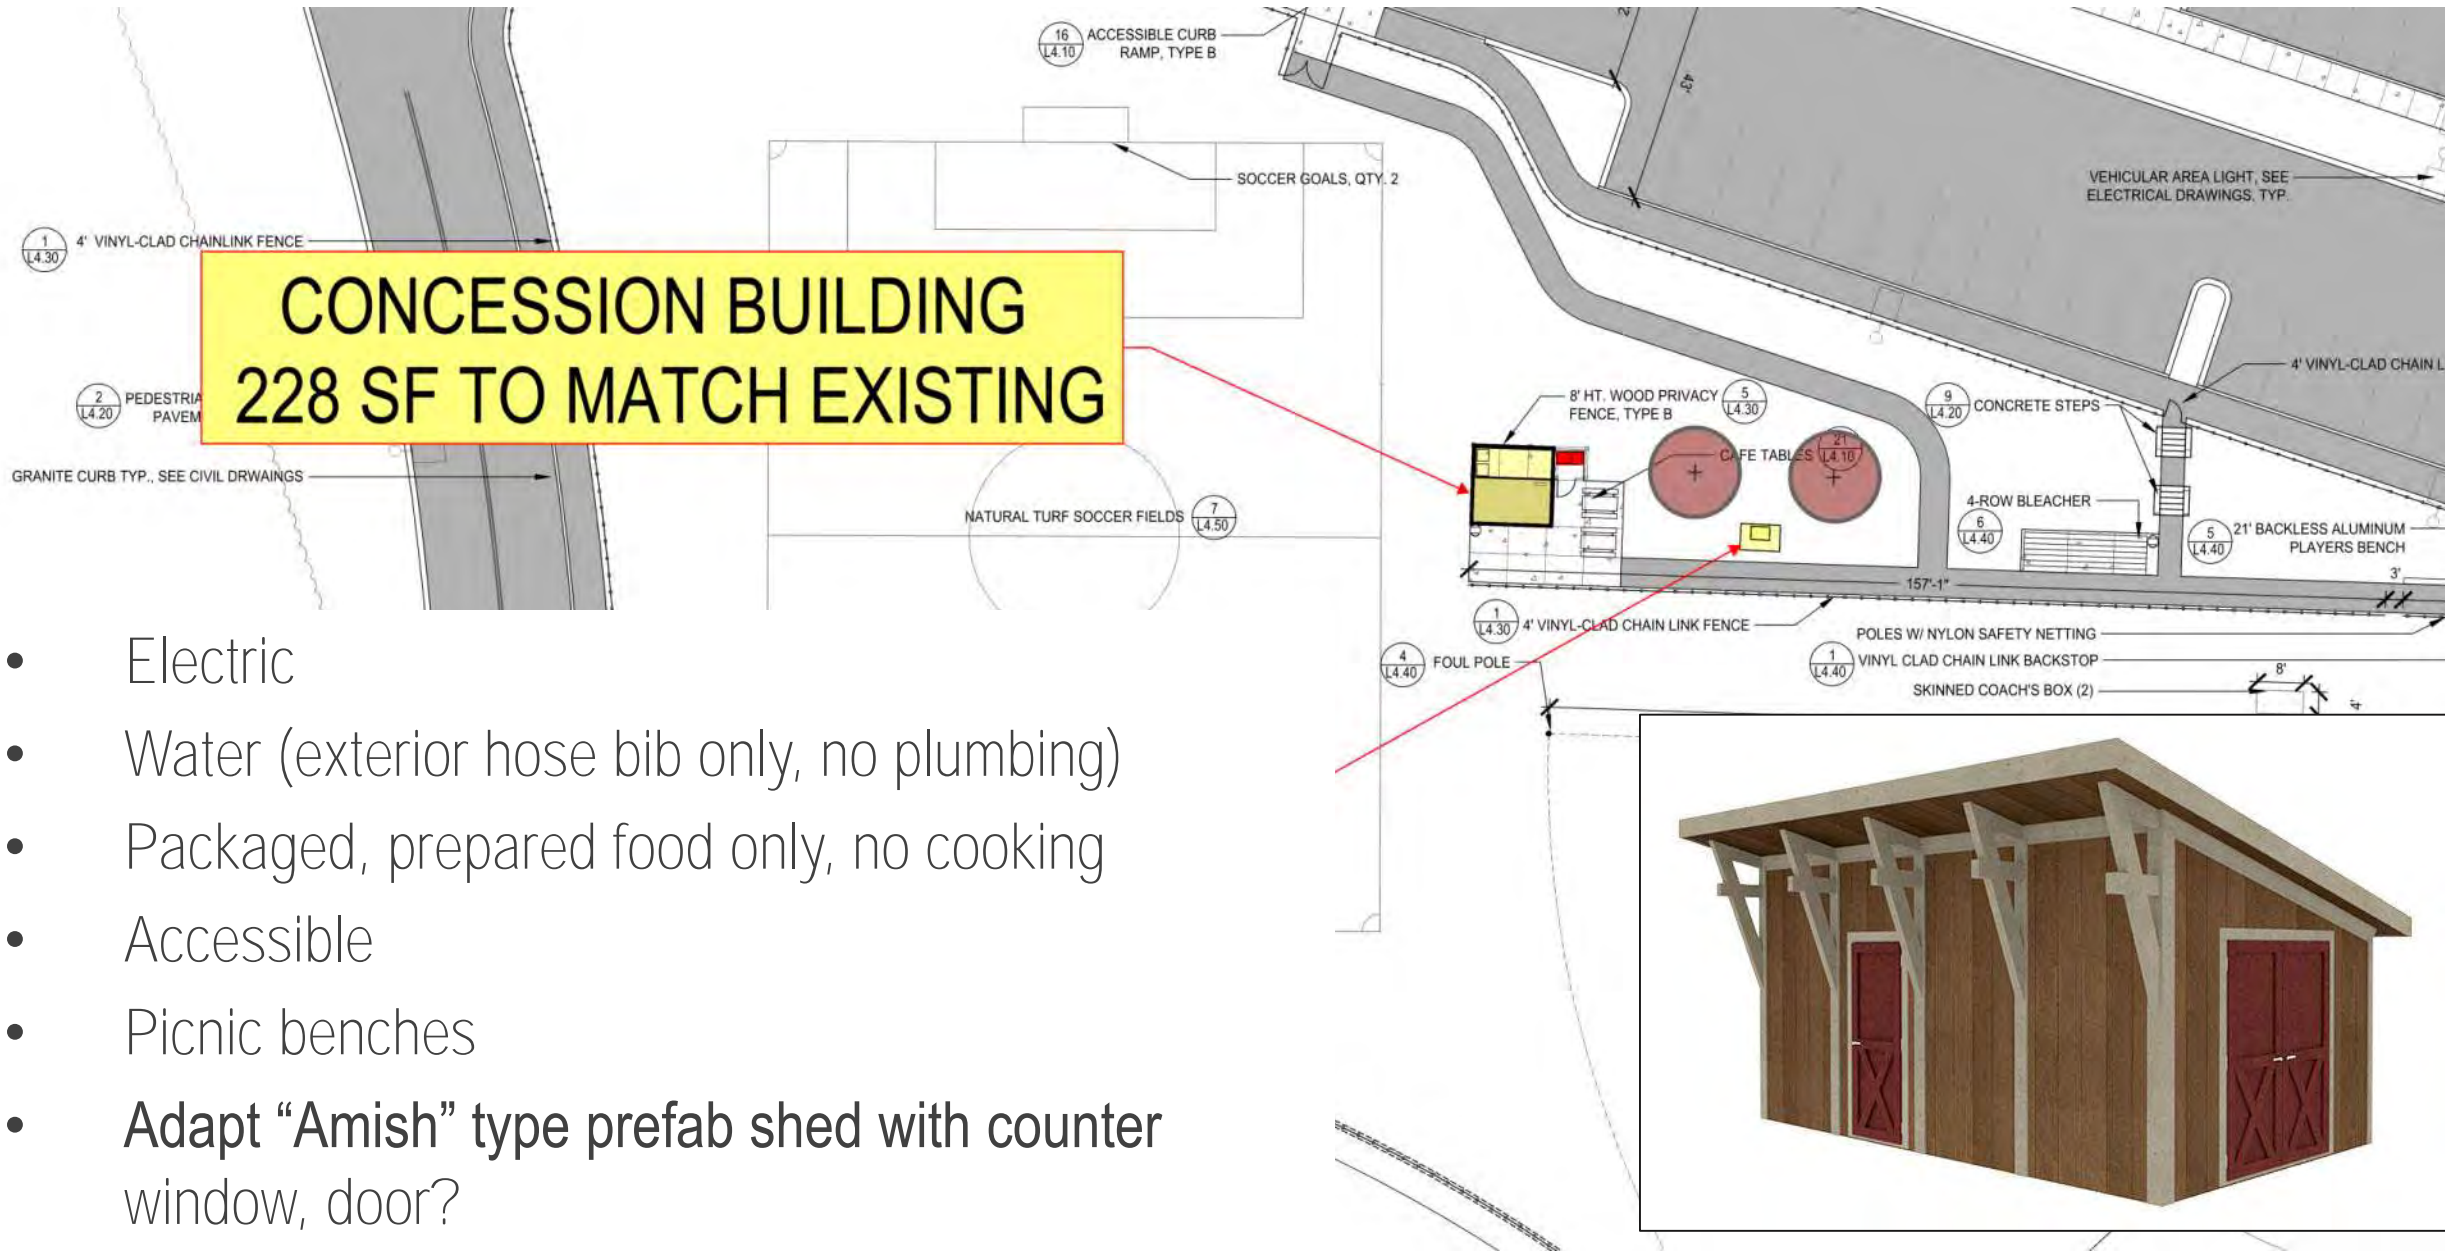 16
L4.10
ACCESSIBLE CURB
RAMP, TYPE B
43'
SOCCER GOALS, QTY. 2
VEHICULAR AREA LIGHT, SEE
ELECTRICAL DRAWINGS. TYP.
1
L4.30
4' VINYL-CLAD CHAINLINK FENCE
CONCESSION BUILDING
228 SF TO MATCH EXISTING
2
L4.20
PEDESTRIA
PAVEM
GRANITE CURB TYP., SEE CIVIL DRWAINGS
NATURAL TURF SOCCER FIELDS
7
L4.50
8' HT. WOOD PRIVACY
FENCE, TYPE B
5
L4.30
CAFE TABLES
21
L4.10
9
L4.20
CONCRETE STEPS
4' VINYL-CLAD CHAIN L
4-ROW BLEACHER
6
L4.40
5
L4.40
21' BACKLESS ALUMINUM
PLAYERS BENCH
157'-1"
3'
1
L4.30
4' VINYL-CLAD CHAIN LINK FENCE
4
L4.40
FOUL POLE
POLES W/ NYLON SAFETY NETTING
1
L4.40
VINYL CLAD CHAIN LINK BACKSTOP
SKINNED COACH'S BOX (2)
8'
4'
• Electric
• Water (exterior hose bib only, no plumbing)
• Packaged, prepared food only, no cooking
• Accessible
• Picnic benches
• Adapt “Amish” type prefab shed with counter
window, door?